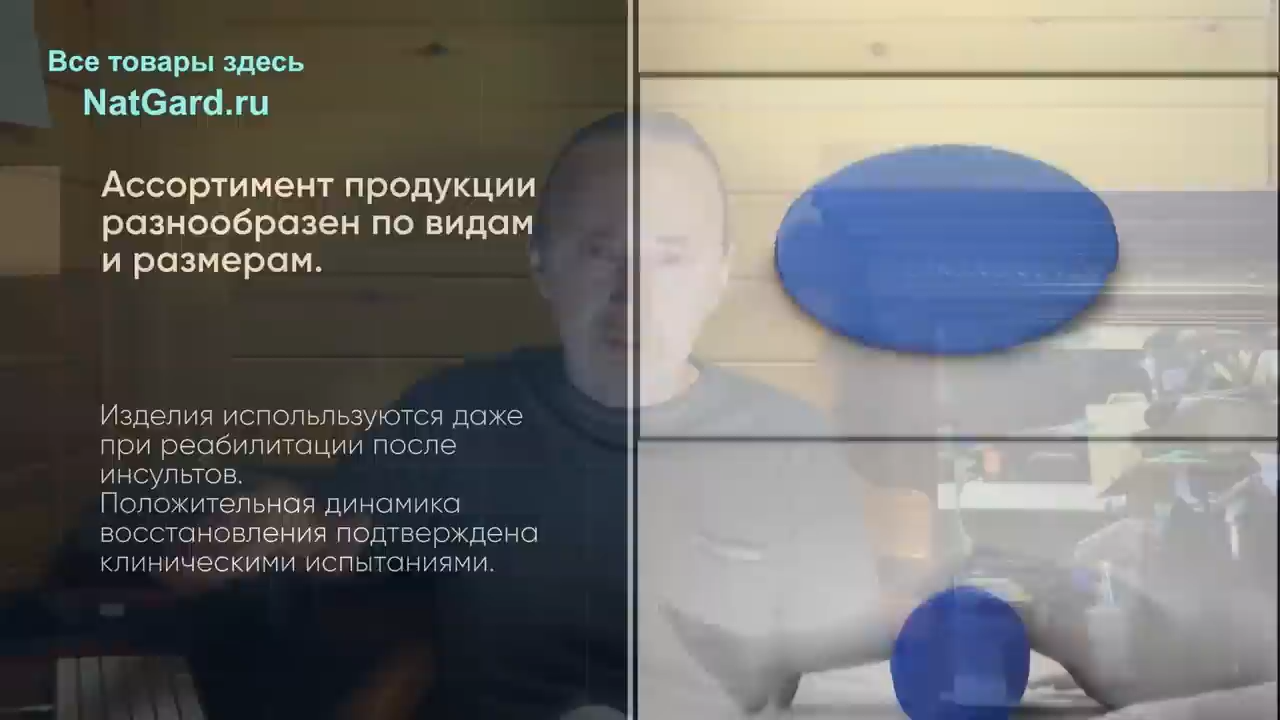 Все товары здесь
NatGard.ru
Ассортимент продукции
разнообразен по видам
и размерам.
Изделия испольльзуются даже
при реабилитации после
инсультов.
Положительная динамика
восстановления подтверждена
клиническими испытаниями.